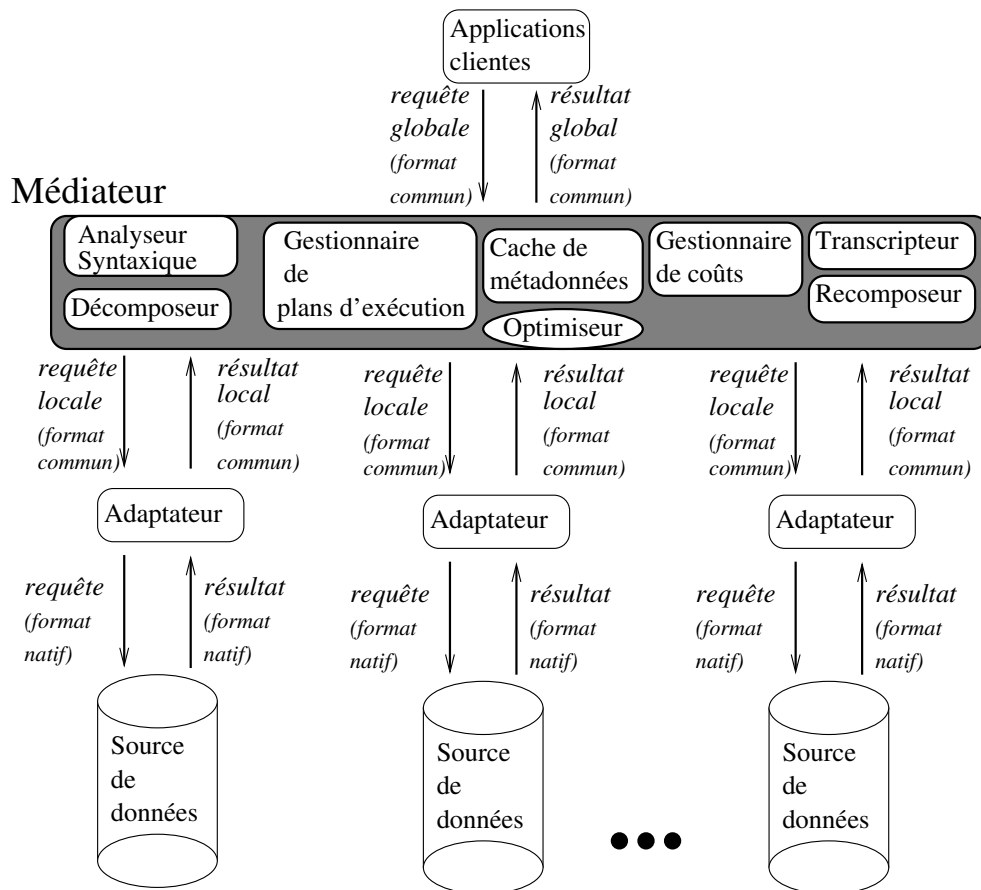 Applications
clientes
requête
globale
(format
commun)
résultat
global
(format
commun)
Médiateur
Analyseur
Syntaxique
Décomposeur
Gestionnaire
de
plans d'exécution
Cache de
métadonnées
Optimiseur
Gestionnaire
de coûts
Transcripteur
Recomposeur
requête
locale
(format
commun)
résultat
local
(format
commun)
requête
locale
(format
commun)
résultat
local
(format
commun)
requête
locale
(format
commun)
résultat
local
(format
commun)
Adaptateur
Adaptateur
Adaptateur
requête
(format
natif)
résultat
(format
natif)
requête
(format
natif)
résultat
(format
natif)
requête
(format
natif)
résultat
(format
natif)
Source
de
données
Source
de
données
Source
de
données